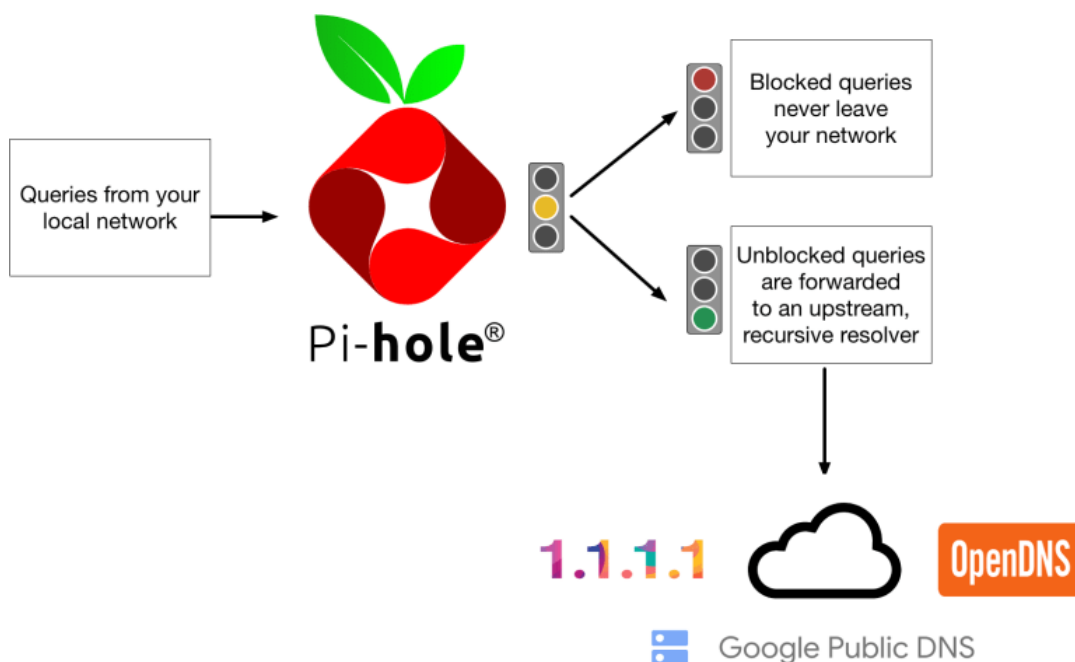 Queries from your
local network
Pi-hole®
Blocked queries
never leave
your network
Unblocked queries
are forwarded
to an upstream,
recursive resolver
1.1.1.1
OpenDNS
Google Public DNS